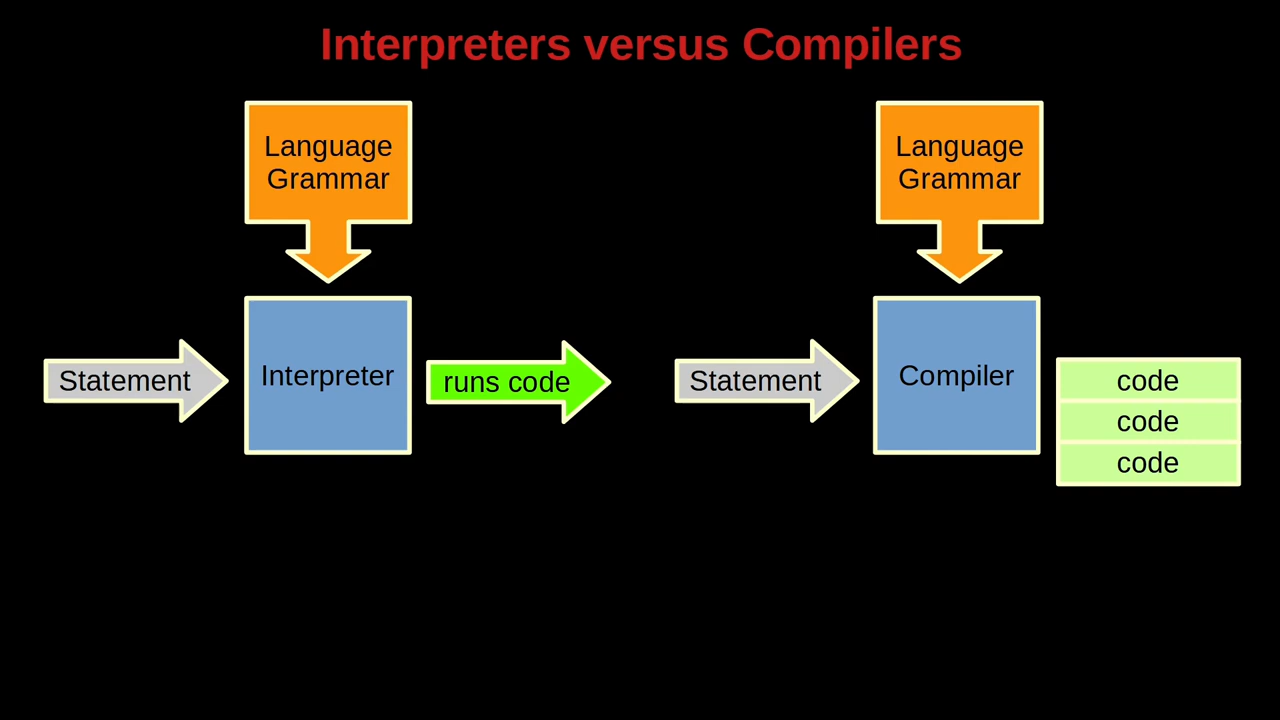 Interpreters versus Compilers
Language
Grammar
Statement
Interpreter
runs code
Language
Grammar
Statement
Compiler
code
code
code